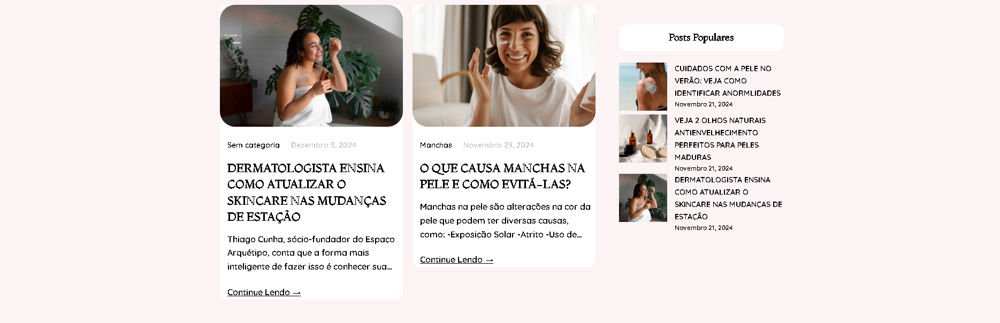 Sem categoria Dezembro 5, 2024
DERMATOLOGISTA ENSINA
COMO ATUALIZAR O
SKINCARE NAS MUDANÇAS
DE ESTAÇÃO
Thiago Cunha, sócio-fundador do Espaço
Arquétipo, conta que a forma mais
inteligente de fazer isso é conhecer sua...
Continue Lendo →
Manchas Novembro 29, 2024
O QUE CAUSA MANCHAS NA
PELE E COMO EVITÁ-LAS?
Manchas na pele são alterações na cor da
pele que podem ter diversas causas,
como: -Exposição Solar -Atrito -Uso de...
Continue Lendo →
Posts Populares
CUIDADOS COM A PELE NO
VERÃO: VEJA COMO
IDENTIFICAR ANORMLIDADES
Novembro 21, 2024
VEJA 2 OLHOS NATURAIS
ANTIENVELHECIMENTO
PERFEITOS PARA PELES
MADURAS
Novembro 21, 2024
DERMATOLOGISTA ENSINA
COMO ATUALIZAR O
SKINCARE NAS MUDANÇAS DE
ESTAÇÃO
Novembro 21, 2024